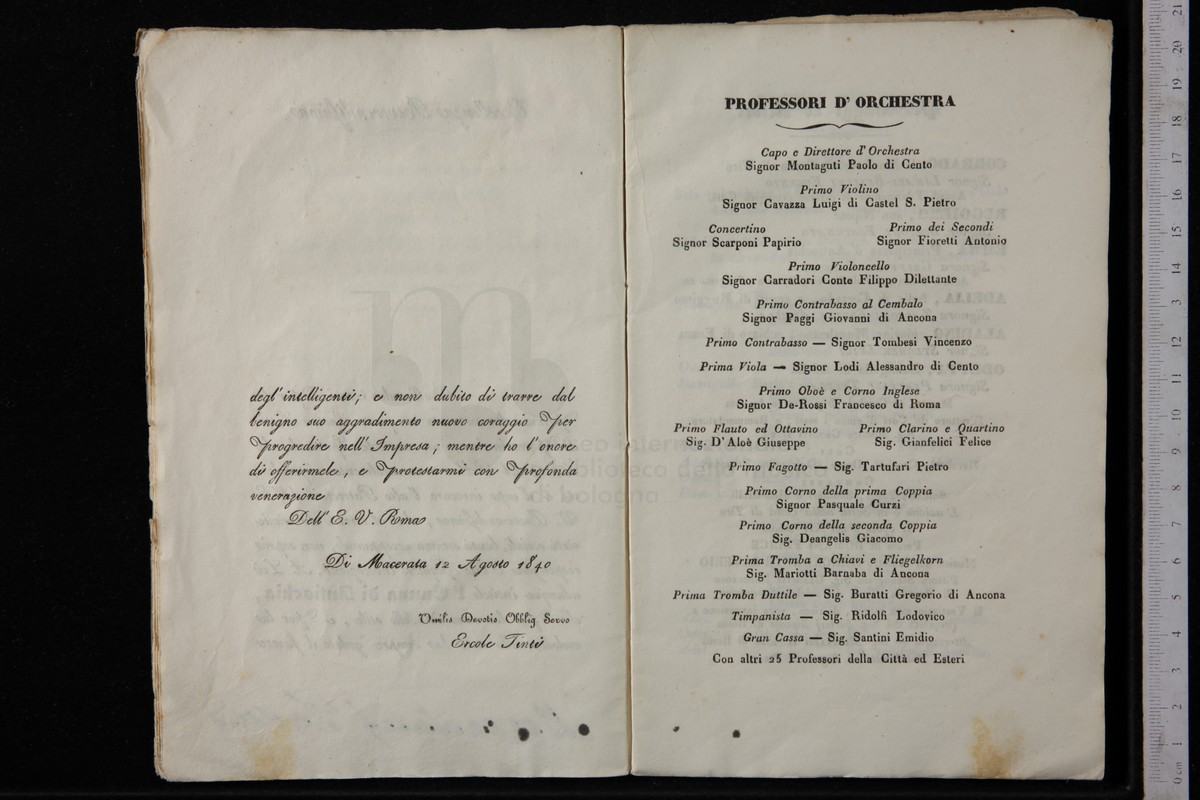 degl' intelligenti; e non dubito di trarre dal
benigno suo aggradimento nuovo coraggio per
progredire nell' Impresa; mentre ho l'onore
di offerirmele, e protestarmi con profonda
venerazione
Dell' E. V. Roma
Di Macerata 12 Agosto 1840
Umilis Devotis Obblig Servo
Ercole Tinti
PROFESSORI D' ORCHESTRA
Capo e Direttore d' Orchestra
Signor Montaguti Paolo di Cento
Primo Violino
Signor Cavazza Luigi di Castel S. Pietro
Concertino
Signor Scarponi Papirio
Primo dei Secondi
Signor Fioretti Antonio
Primo Violoncello
Signor Carradori Conte Filippo Dilettante
Primo Contrabasso al Cembalo
Signor Paggi Giovanni di Ancona
Primo Contrabasso — Signor Tombesi Vincenzo
Prima Viola — Signor Lodi Alessandro di Cento
Primo Oboè e Corno Inglese
Signor De-Rossi Francesco di Roma
Primo Flauto ed Ottavino
Sig. D' Aloè Giuseppe
Primo Clarino e Quartino
Sig. Gianfelici Felice
Primo Fagotto — Sig. Tartufari Pietro
Primo Corno della prima Coppia
Signor Pasquale Curzi
Primo Corno della seconda Coppia
Sig. Deangelis Giacomo
Prima Tromba a Chiavi e Fliegelkorn
Sig. Mariotti Barnaba di Ancona
Prima Tromba Duttile — Sig. Buratti Gregorio di Ancona
Timpanista — Sig. Ridolfi Lodovico
Gran Cassa — Sig. Santini Emidio
Con altri 25 Professori della Città ed Esteri